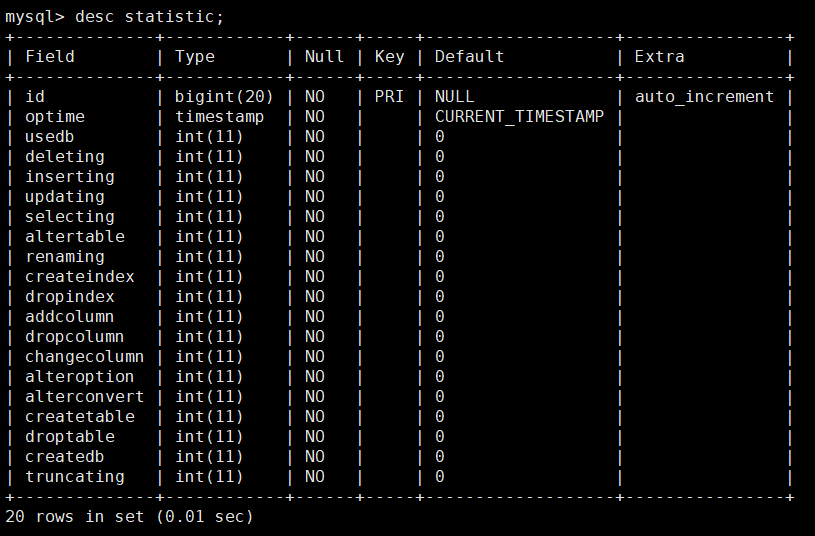 mysql> desc statistic;
+--------------+------------+------+-----+-------------------+----------------+
| Field        | Type       | Null | Key | Default           | Extra          |
+--------------+------------+------+-----+-------------------+----------------+
| id           | bigint(20) | NO   | PRI | NULL              | auto_increment |
| optime       | timestamp  | NO   |     | CURRENT_TIMESTAMP |                |
| usedb        | int(11)    | NO   |     | 0                 |                |
| deleting     | int(11)    | NO   |     | 0                 |                |
| inserting    | int(11)    | NO   |     | 0                 |                |
| updating     | int(11)    | NO   |     | 0                 |                |
| selecting    | int(11)    | NO   |     | 0                 |                |
| altertable   | int(11)    | NO   |     | 0                 |                |
| renaming     | int(11)    | NO   |     | 0                 |                |
| createindex  | int(11)    | NO   |     | 0                 |                |
| dropindex    | int(11)    | NO   |     | 0                 |                |
| addcolumn    | int(11)    | NO   |     | 0                 |                |
| dropcolumn   | int(11)    | NO   |     | 0                 |                |
| changecolumn | int(11)    | NO   |     | 0                 |                |
| alteroption  | int(11)    | NO   |     | 0                 |                |
| alterconvert | int(11)    | NO   |     | 0                 |                |
| createtable  | int(11)    | NO   |     | 0                 |                |
| droptable    | int(11)    | NO   |     | 0                 |                |
| createdb     | int(11)    | NO   |     | 0                 |                |
| truncating   | int(11)    | NO   |     | 0                 |                |
+--------------+------------+------+-----+-------------------+----------------+
20 rows in set (0.01 sec)